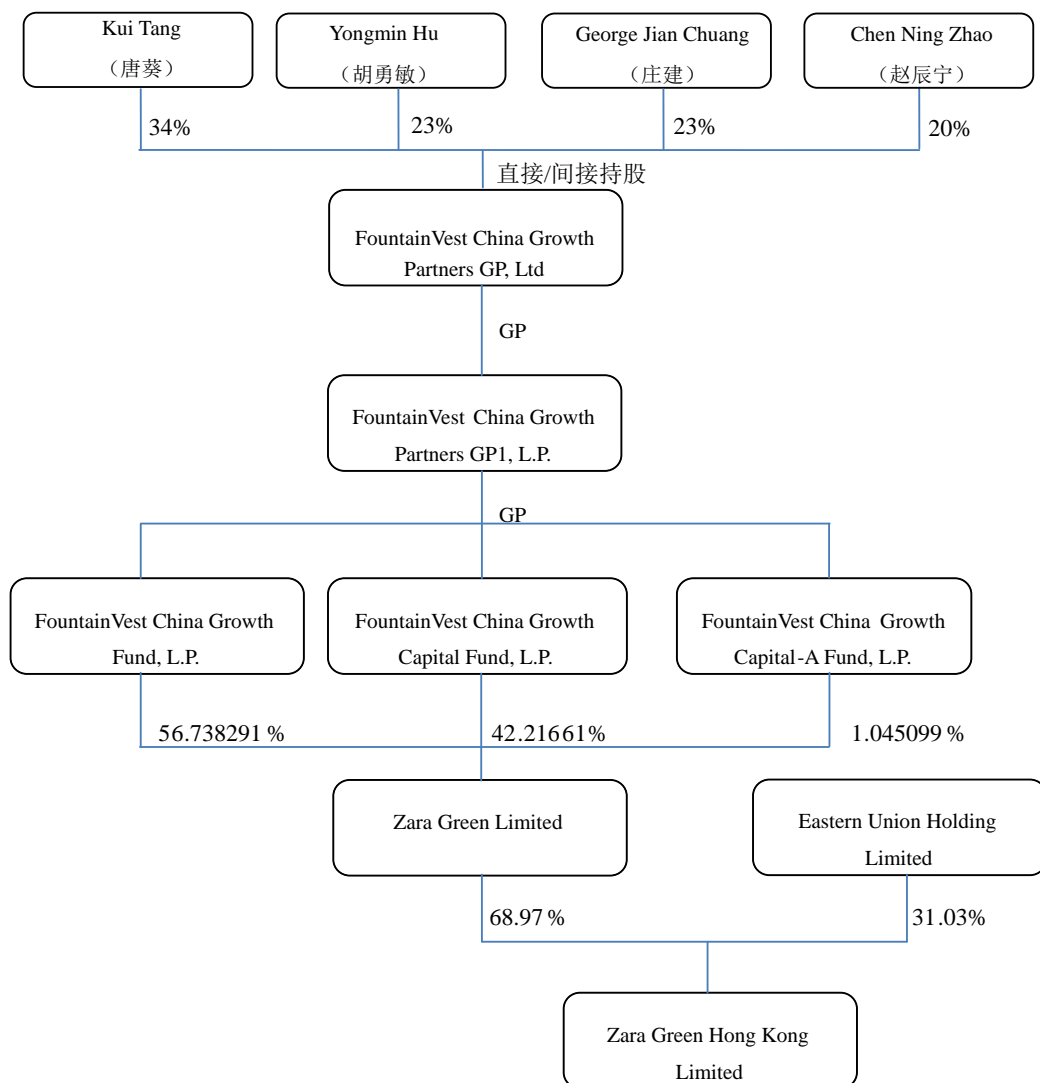 Kui Tang
（唐葵）
Yongmin Hu
（胡勇敏）
George Jian Chuang
（庄建）
Chen Ning Zhao
（赵辰宁）
34%
23%
23%
20%
直接/间接持股
FountainVest China Growth
Partners GP, Ltd
GP
FountainVest China Growth
Partners GP1, L.P.
GP
FountainVest China Growth
Fund, L.P.
FountainVest China Growth
Capital Fund, L.P.
FountainVest China Growth
Capital-A Fund, L.P.
56.738291%
42.21661%
1.045099%
Zara Green Limited
Eastern Union Holding
Limited
68.97%
31.03%
Zara Green Hong Kong
Limited